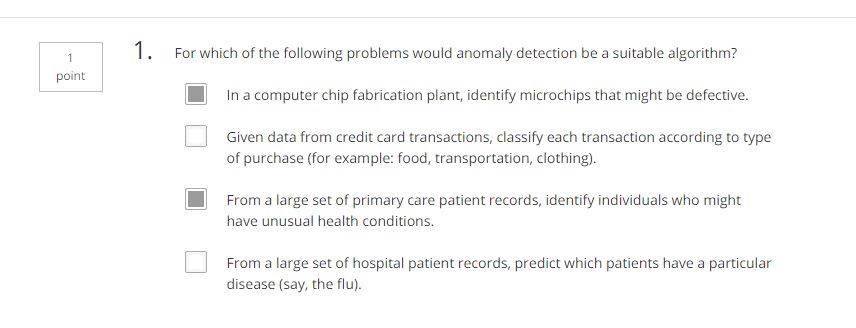 1
point
1.
For which of the following problems would anomaly detection be a suitable algorithm?
In a computer chip fabrication plant, identify microchips that might be defective.
Given data from credit card transactions, classify each transaction according to type
of purchase (for example: food, transportation, clothing).
From a large set of primary care patient records, identify individuals who might
have unusual health conditions.
From a large set of hospital patient records, predict which patients have a particular
disease (say, the flu).